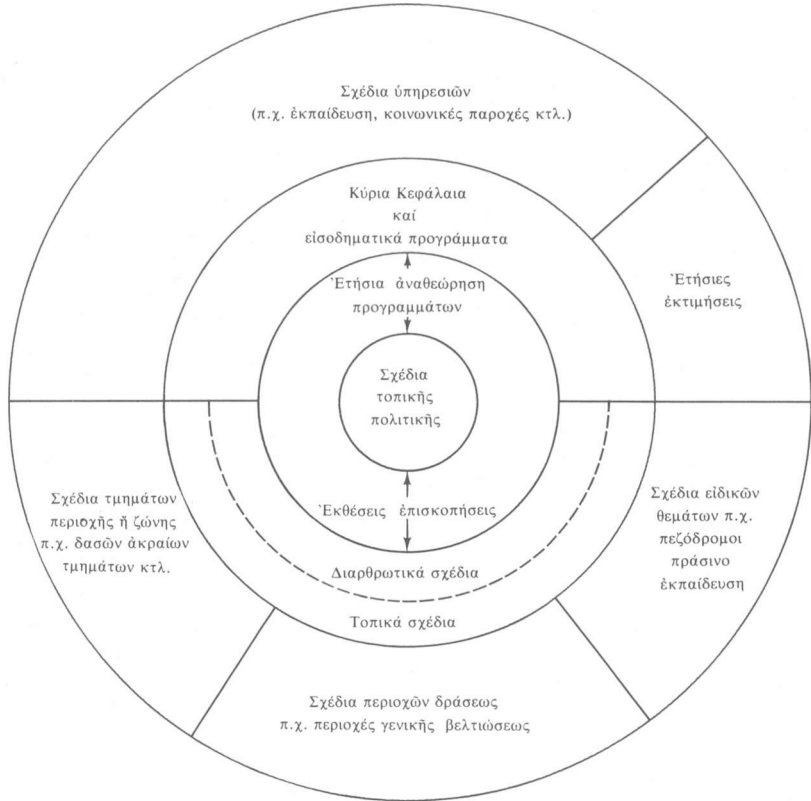 Σχέδια ὑπηρεσιῶν
(π.χ. ἐκπαίδευση, κοινωνικές παροχές κτλ.)
Κύρια Κεφάλαια
καί
εἰσοδηματικά προγράμματα
Ἐτήσια ἀναθεώρηση
προγραμμάτων
Ἐτήσιες
ἐκτιμήσεις
Σχέδια
τοπικῆς
πολιτικῆς
Σχέδια τμημάτων
περιοχῆς ἤ ζώνης
π.χ. δασῶν ἀκραίων
τμημάτων κτλ.
Ἐκθέσεις ἐπισκοπήσεις
Διαρθρωτικά σχέδια
Τοπικά σχέδια
Σχέδια εἰδικῶν
θεμάτων π.χ.
πεζόδρομοι
πράσινο
ἐκπαίδευση
Σχέδια περιοχῶν δράσεως
π.χ. περιοχές γενικῆς βελτιώσεως